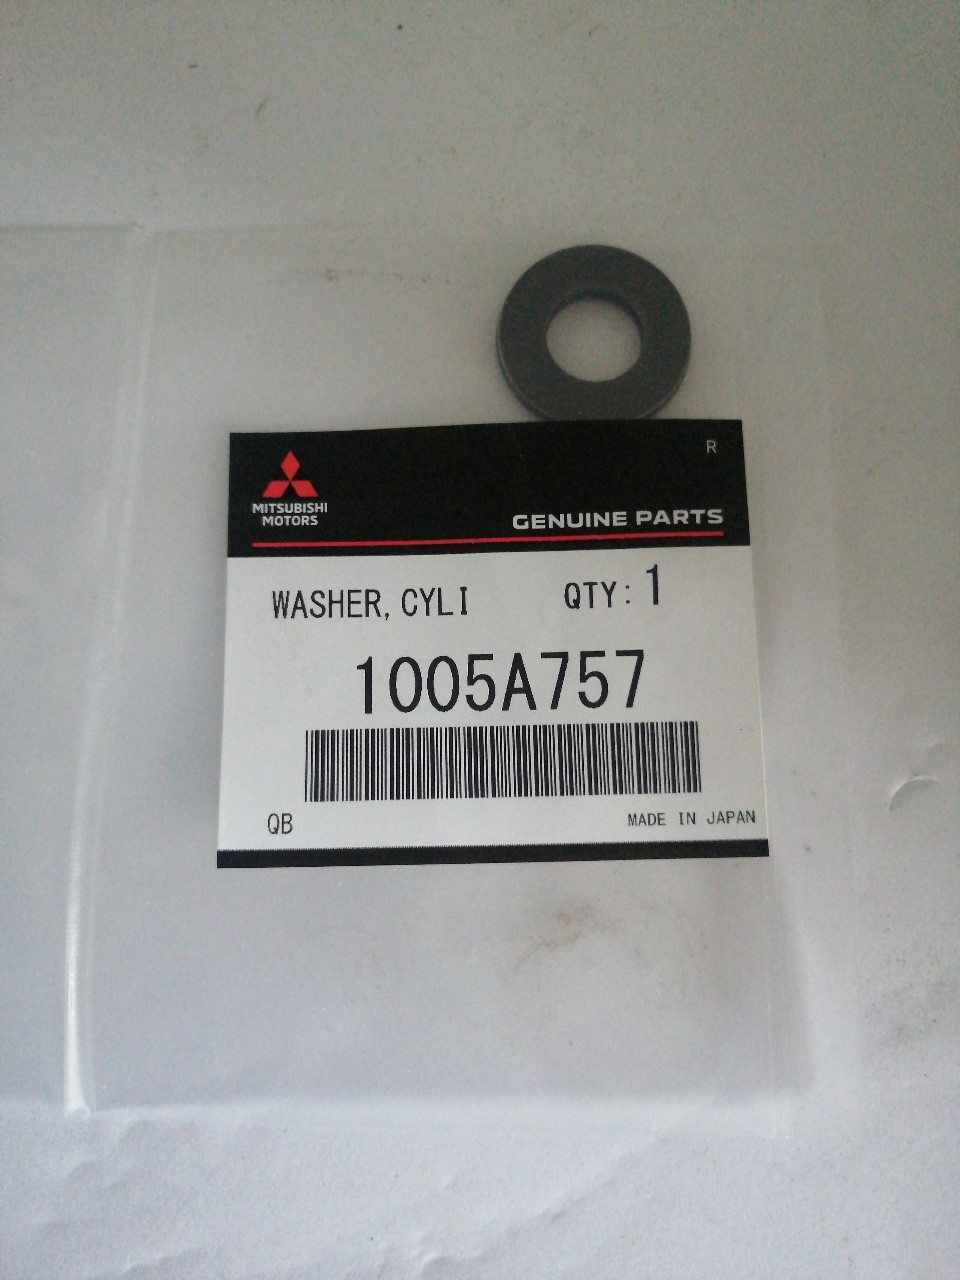 R
MITSUBISHI
MOTORS
GENUINE PARTS
WASHER, CYLI QTY: 1
1005A757
QB MADE IN JAPAN